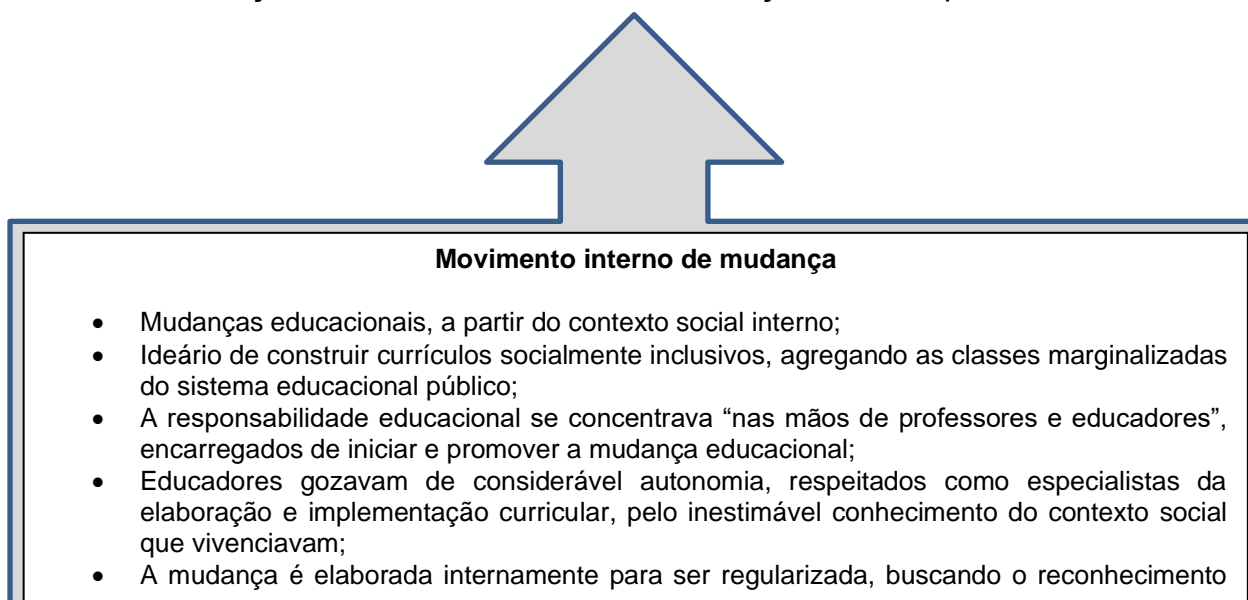 Movimento interno de mudança
• Mudanças educacionais, a partir do contexto social interno;
• Ideário de construir currículos socialmente inclusivos, agregando as classes marginalizadas
do sistema educacional público;
• A responsabilidade educacional se concentrava “nas mãos de professores e educadores”,
encarregados de iniciar e promover a mudança educacional;
• Educadores gozavam de considerável autonomia, respeitados como especialistas da
elaboração e implementação curricular, pelo inestimável conhecimento do contexto social
que vivenciavam;
• A mudança é elaborada internamente para ser regularizada, buscando o reconhecimento